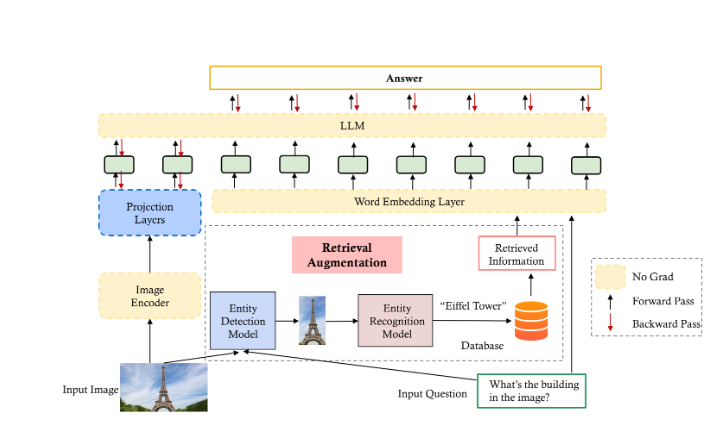 Answer
LLM
Projection
Layers
Word Embedding Layer
Retrieval
Augmentation
Retrieved
Information
No Grad
Forward Pass
Backward Pass
Image
Encoder
Entity
Detection
Model
Entity
Recognition
Model
“Eiffel Tower”
Database
Input Image
Input Question
What's the building
in the image?